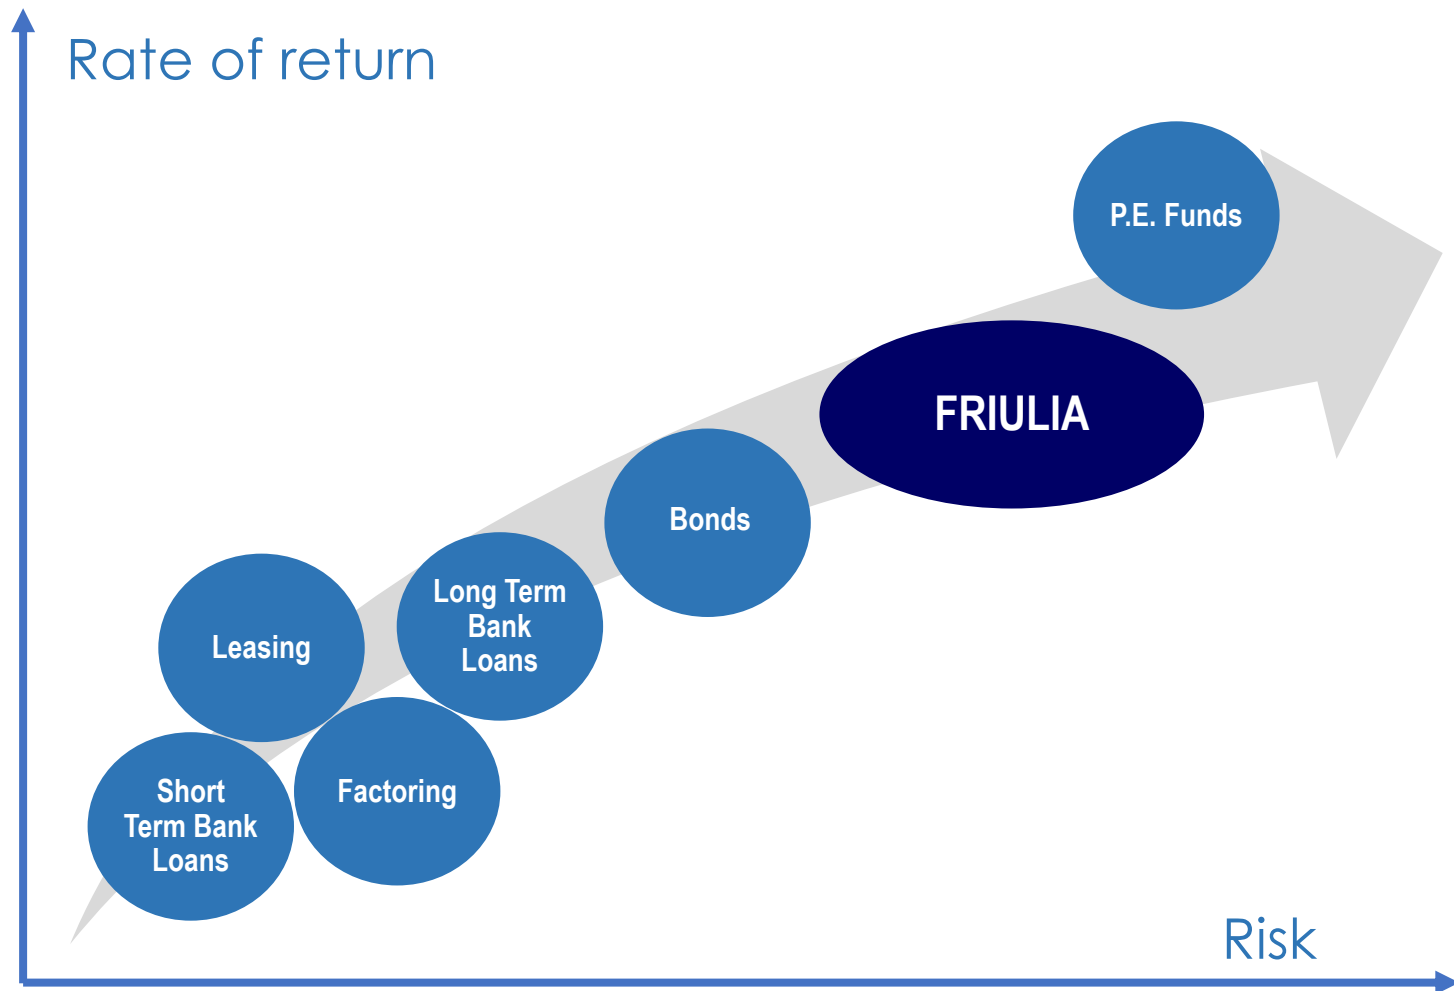 Rate of return
P.E. Funds
FRIULIA
Bonds
Long Term
Bank
Loans
Leasing
Short
Term Bank
Loans
Factoring
Risk